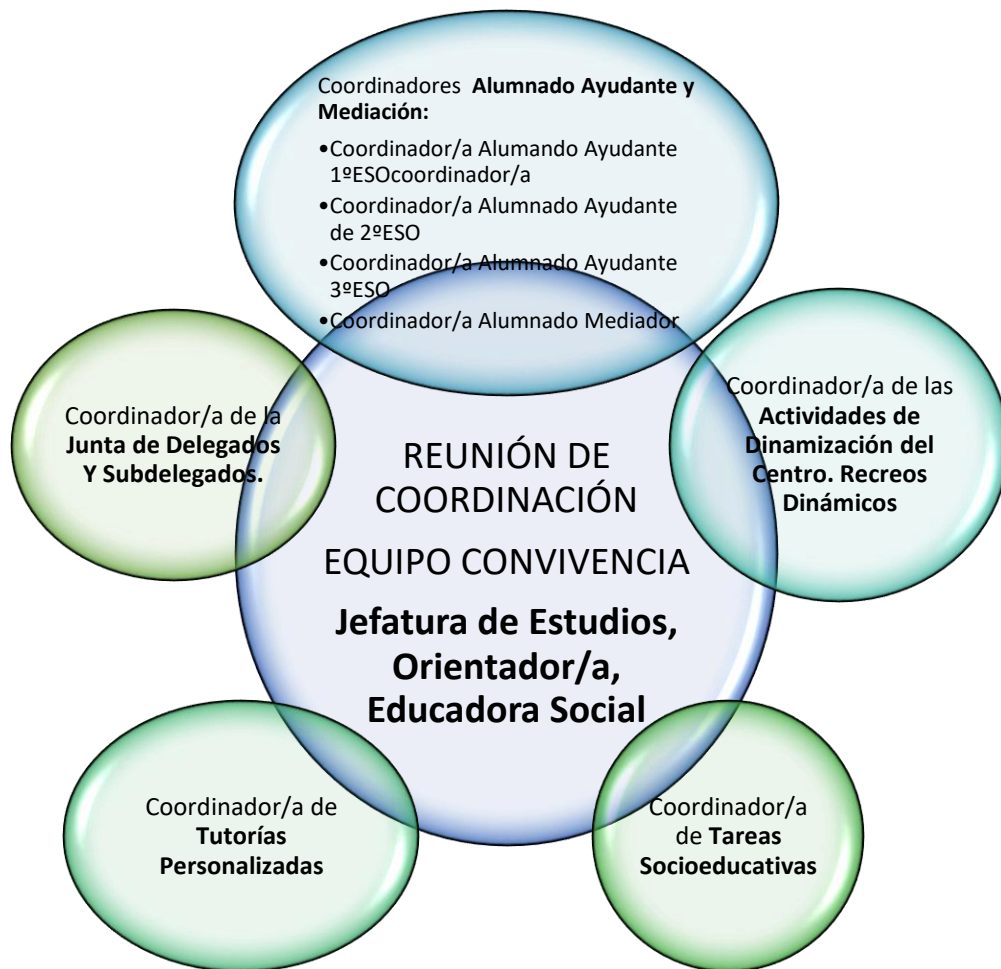 Coordinadores Alumnado Ayudante y
Mediación:
•Coordinador/a Alumando Ayudante
1ºESOcoordinador/a
•Coordinador/a Alumnado Ayudante
de 2ºESO
•Coordinador/a Alumnado Ayudante
3ºESO
•Coordinador/a Alumnado Mediador
Coordinador/a de la
Junta de Delegados
Y Subdelegados.
Coordinador/a de las
Actividades de
Dinamización del
Centro. Recreos
Dinámicos
REUNIÓN DE
COORDINACIÓN
EQUIPO CONVIVENCIA
Jefatura de Estudios,
Orientador/a,
Educadora Social
Coordinador/a de
Tutorías
Personalizadas
Coordinador/a
de Tareas
Socioeducativas